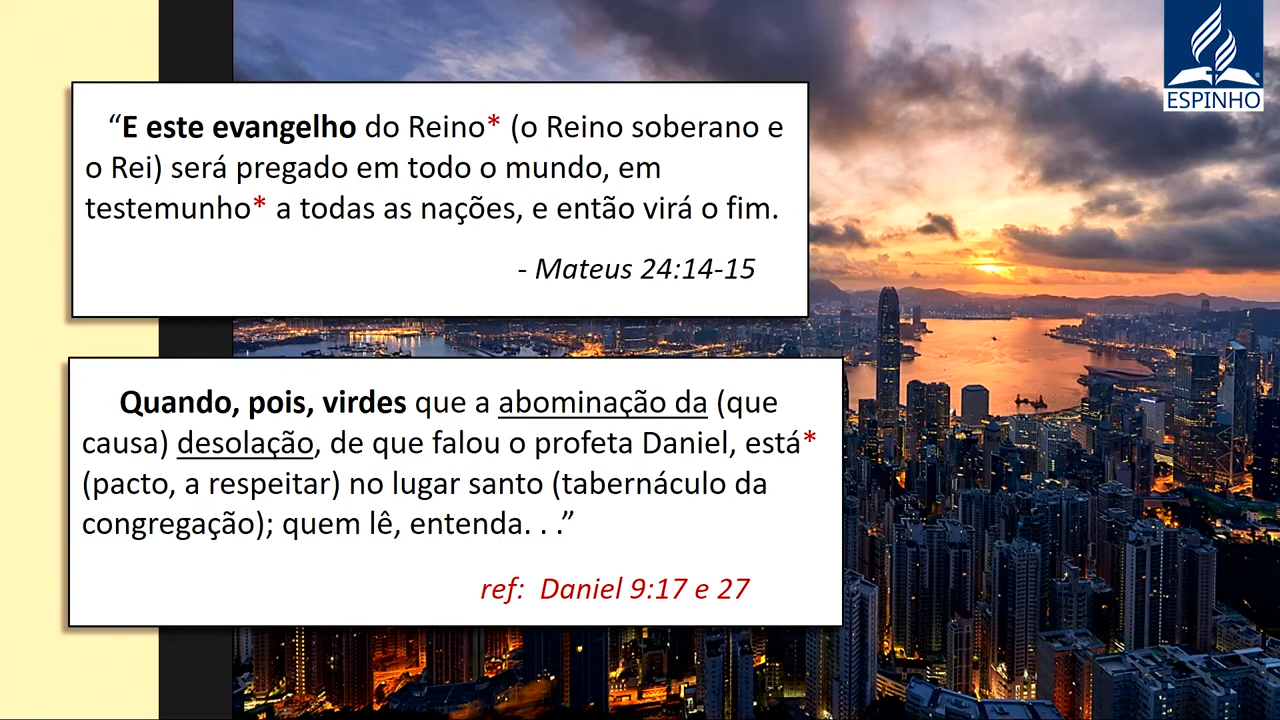 ESPINHO
“E este evangelho do Reino* (o Reino soberano e
o Rei) será pregado em todo o mundo, em
testemunho* a todas as nações, e então virá o fim.
- Mateus 24:14-15
Quando, pois, virdes que a abominação da (que
causa) desolação, de que falou o profeta Daniel, está*
(pacto, a respeitar) no lugar santo (tabernáculo da
congregação); quem lê, entenda. . .”
ref: Daniel 9:17 e 27